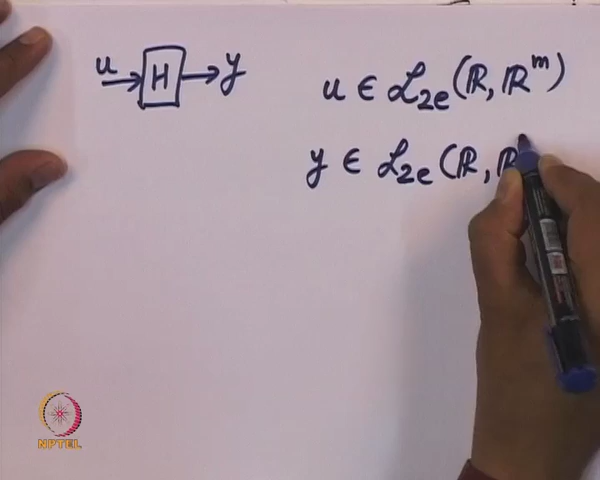 u → H → y
u ∈ ℒ₂ₑ(ℝ, ℝᵐ)
y ∈ ℒ₂ₑ(ℝ, ℝ
NPTEL